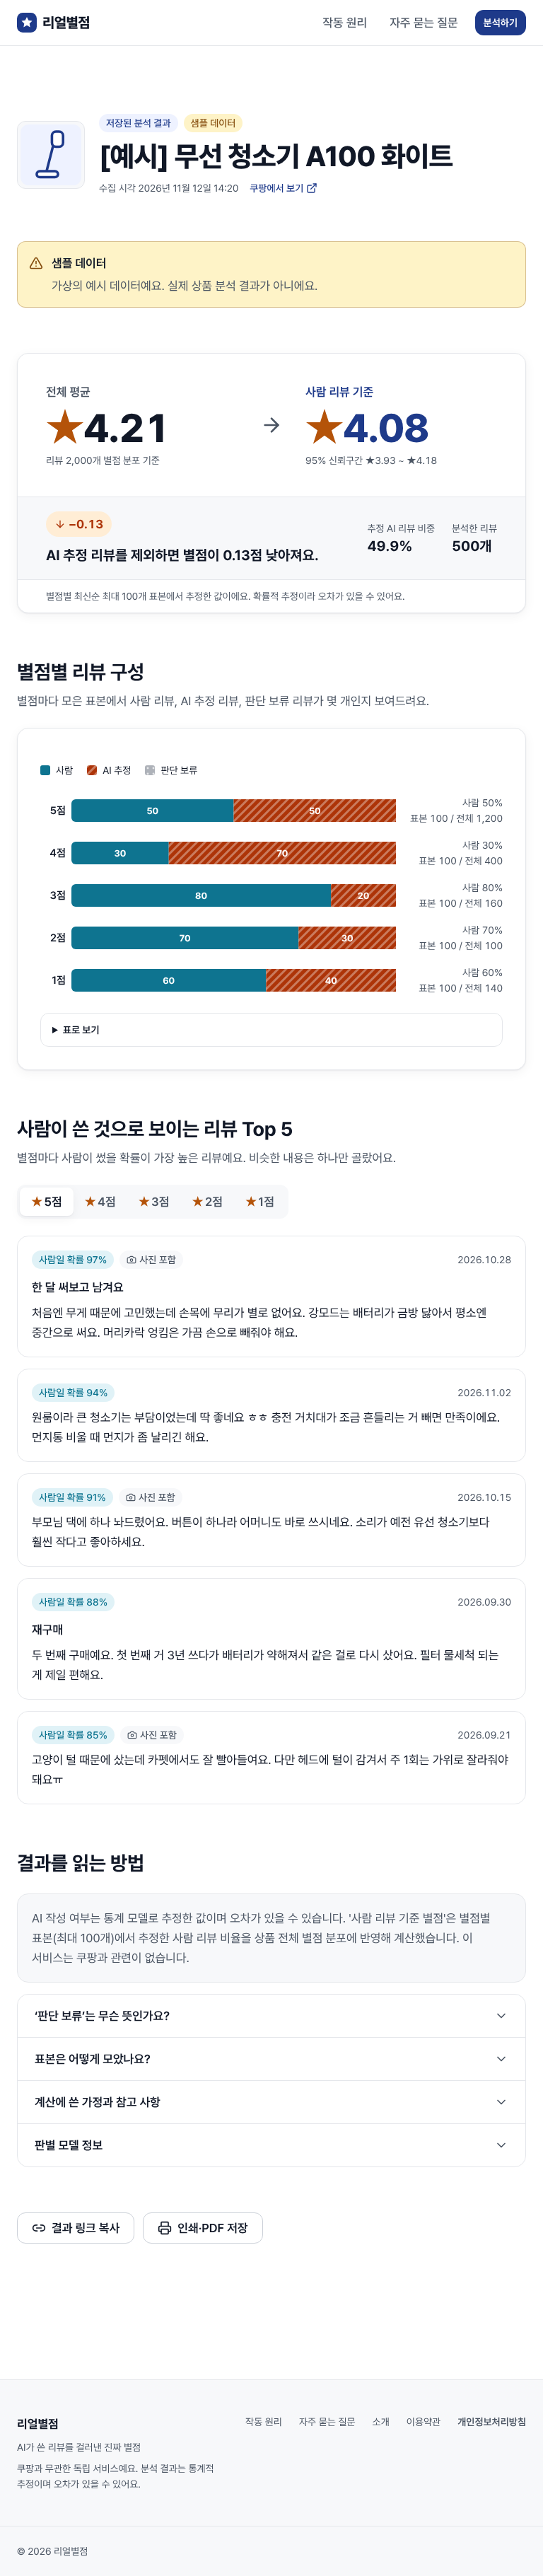 리얼별점
작동 원리
자주 묻는 질문
분석하기
저장된 분석 결과
샘플 데이터
[예시] 무선 청소기 A100 화이트
수집 시각 2026년 11월 12일 14:20
쿠팡에서 보기
샘플 데이터
가상의 예시 데이터예요. 실제 상품 분석 결과가 아니에요.
전체 평균
★4.21
리뷰 2,000개 별점 분포 기준
사람 리뷰 기준
★4.08
95% 신뢰구간 ★3.93 ~ ★4.18
−0.13
AI 추정 리뷰를 제외하면 별점이 0.13점 낮아져요.
추정 AI 리뷰 비중
49.9%
분석한 리뷰
500개
별점별 최신순 최대 100개 표본에서 추정한 값이에요. 확률적 추정이라 오차가 있을 수 있어요.
별점별 리뷰 구성
별점마다 모은 표본에서 사람 리뷰, AI 추정 리뷰, 판단 보류 리뷰가 몇 개인지 보여드려요.
사람
AI 추정
판단 보류
5점
50
50
사람 50%
표본 100 / 전체 1,200
4점
30
70
사람 30%
표본 100 / 전체 400
3점
80
20
사람 80%
표본 100 / 전체 160
2점
70
30
사람 70%
표본 100 / 전체 100
1점
60
40
사람 60%
표본 100 / 전체 140
▶ 표로 보기
사람이 쓴 것으로 보이는 리뷰 Top 5
별점마다 사람이 썼을 확률이 가장 높은 리뷰예요. 비슷한 내용은 하나만 골랐어요.
★5점
★4점
★3점
★2점
★1점
사람일 확률 97%
사진 포함
2026.10.28
한 달 써보고 남겨요
처음엔 무게 때문에 고민했는데 손목에 무리가 별로 없어요. 강모드는 배터리가 금방 닳아서 평소엔
중간으로 써요. 머리카락 엉킴은 가끔 손으로 빼줘야 해요.
사람일 확률 94%
2026.11.02
원룸이라 큰 청소기는 부담이었는데 딱 좋네요 ㅎㅎ 충전 거치대가 조금 흔들리는 거 빼면 만족이에요.
먼지통 비울 때 먼지가 좀 날리긴 해요.
사람일 확률 91%
사진 포함
2026.10.15
부모님 댁에 하나 놔드렸어요. 버튼이 하나라 어머니도 바로 쓰시네요. 소리가 예전 유선 청소기보다
훨씬 작다고 좋아하세요.
사람일 확률 88%
2026.09.30
재구매
두 번째 구매예요. 첫 번째 거 3년 쓰다가 배터리가 약해져서 같은 걸로 다시 샀어요. 필터 물세척 되는
게 제일 편해요.
사람일 확률 85%
사진 포함
2026.09.21
고양이 털 때문에 샀는데 카펫에서도 잘 빨아들여요. 다만 헤드에 털이 감겨서 주 1회는 가위로 잘라줘야
돼요ㅠ
결과를 읽는 방법
AI 작성 여부는 통계 모델로 추정한 값이며 오차가 있을 수 있습니다. '사람 리뷰 기준 별점'은 별점별
표본(최대 100개)에서 추정한 사람 리뷰 비율을 상품 전체 별점 분포에 반영해 계산했습니다. 이
서비스는 쿠팡과 관련이 없습니다.
‘판단 보류’는 무슨 뜻인가요?
표본은 어떻게 모았나요?
계산에 쓴 가정과 참고 사항
판별 모델 정보
결과 링크 복사
인쇄·PDF 저장
리얼별점
AI가 쓴 리뷰를 걸러낸 진짜 별점
쿠팡과 무관한 독립 서비스예요. 분석 결과는 통계적
추정이며 오차가 있을 수 있어요.
작동 원리
자주 묻는 질문
소개
이용약관
개인정보처리방침
© 2026 리얼별점